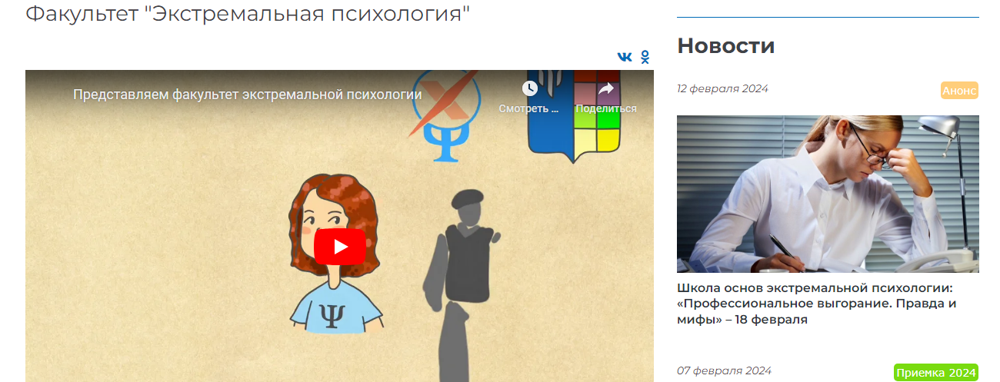 Факультет "Экстремальная психология"
Представляем факультет экстремальной психологии
Смотреть ...
Поделиться
Ψ
Новости
12 февраля 2024
Анонс
Школа основ экстремальной психологии:
«Профессиональное выгорание. Правда и
мифы» – 18 февраля
07 февраля 2024
Приемка 2024